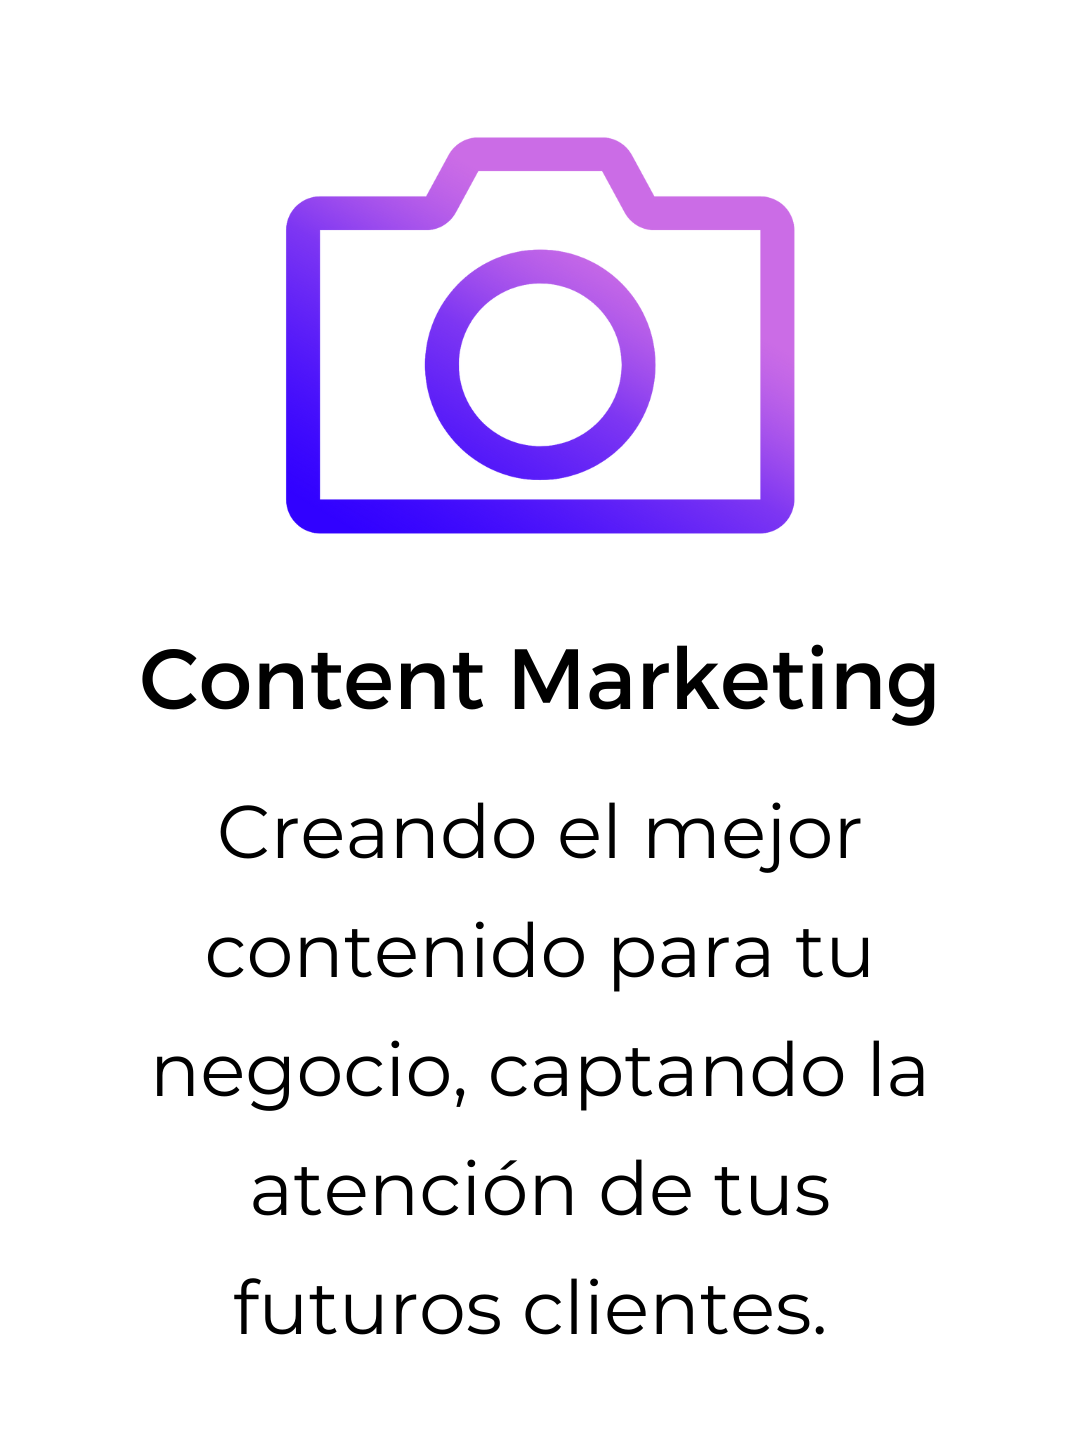 Content Marketing
Creando el mejor
contenido para tu
negocio, captando la
atención de tus
futuros clientes.